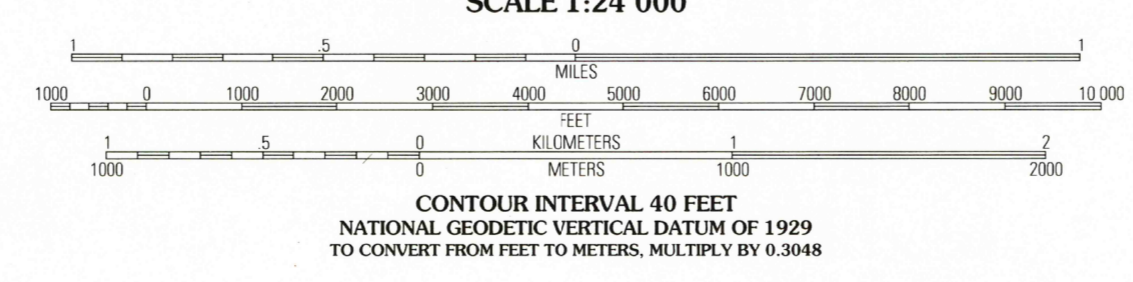 SCALE 1:24 000
1 .5 0 1
MILES
1000 0 1000 2000 3000 4000 5000 6000 7000 8000 9000 10 000
FEET
1 .5 0 KILOMETERS 1 2
1000 0 METERS 1000 2000
CONTOUR INTERVAL 40 FEET
NATIONAL GEODETIC VERTICAL DATUM OF 1929
TO CONVERT FROM FEET TO METERS, MULTIPLY BY 0.3048